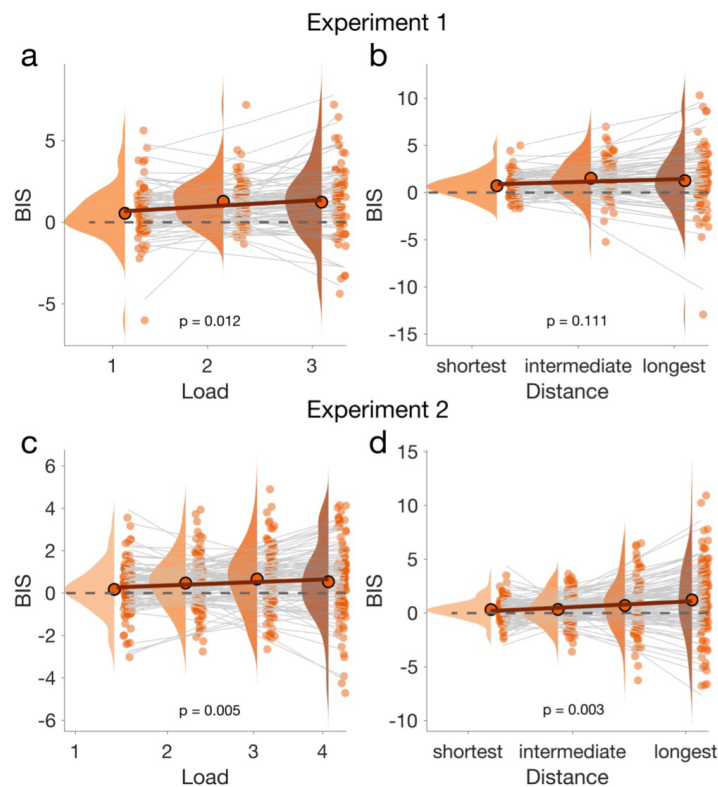 Experiment 1
a
BIS
5
0
-5
p = 0.012
1 2 3
Load
b
BIS
10
5
0
-5
-10
-15
p = 0.111
shortest intermediate longest
Distance
Experiment 2
c
BIS
6
4
2
0
-2
-4
-6
p = 0.005
1 2 3 4
Load
d
BIS
15
10
5
0
-5
-10
p = 0.003
shortest intermediate longest
Distance